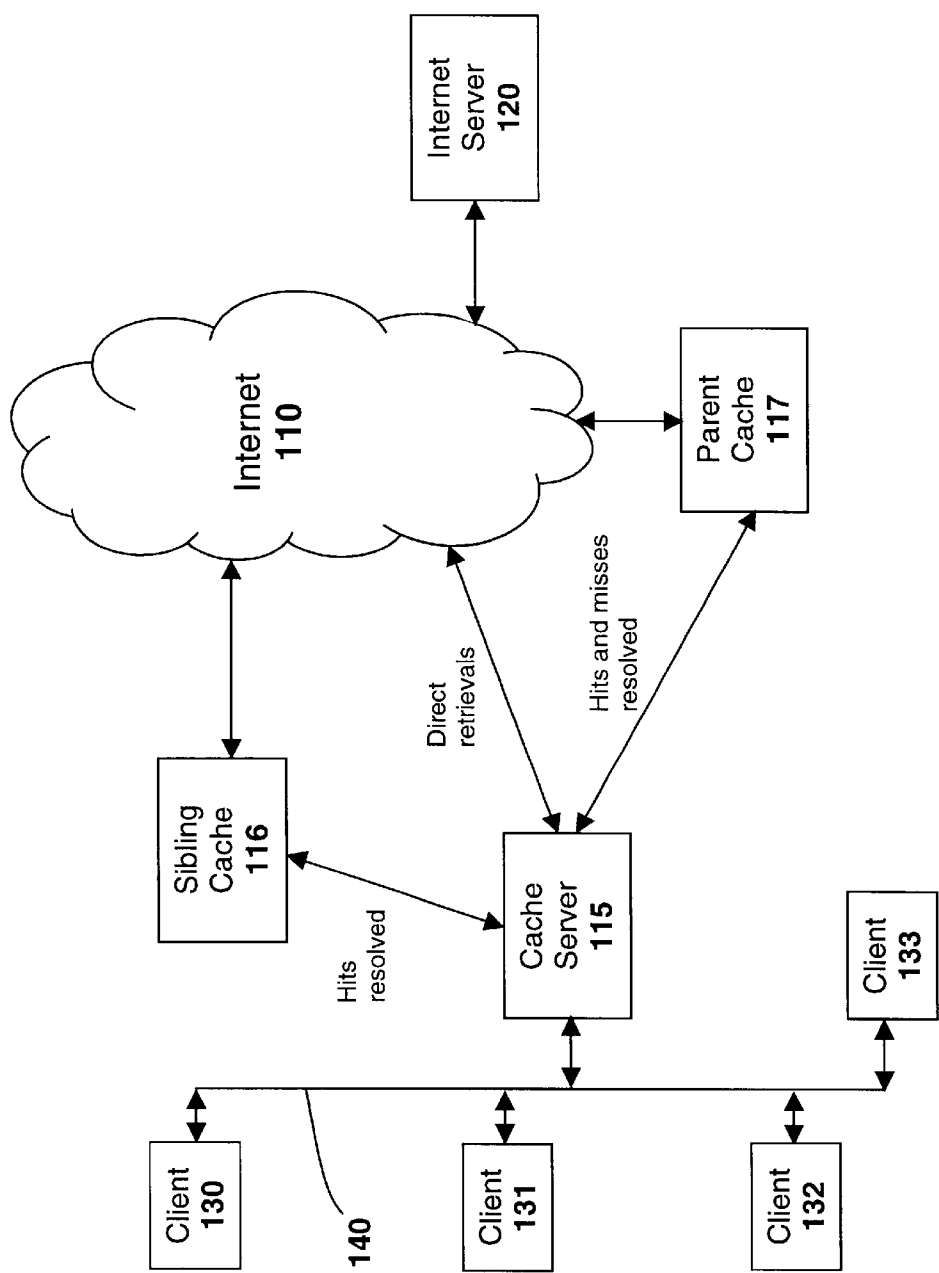 Client
130
140
Client
131
Client
132
Client
133
Cache
Server
115
Hits
resolved
Sibling
Cache
116
Direct
retrievals
Hits and misses
resolved
Internet
110
Parent
Cache
117
Internet
Server
120